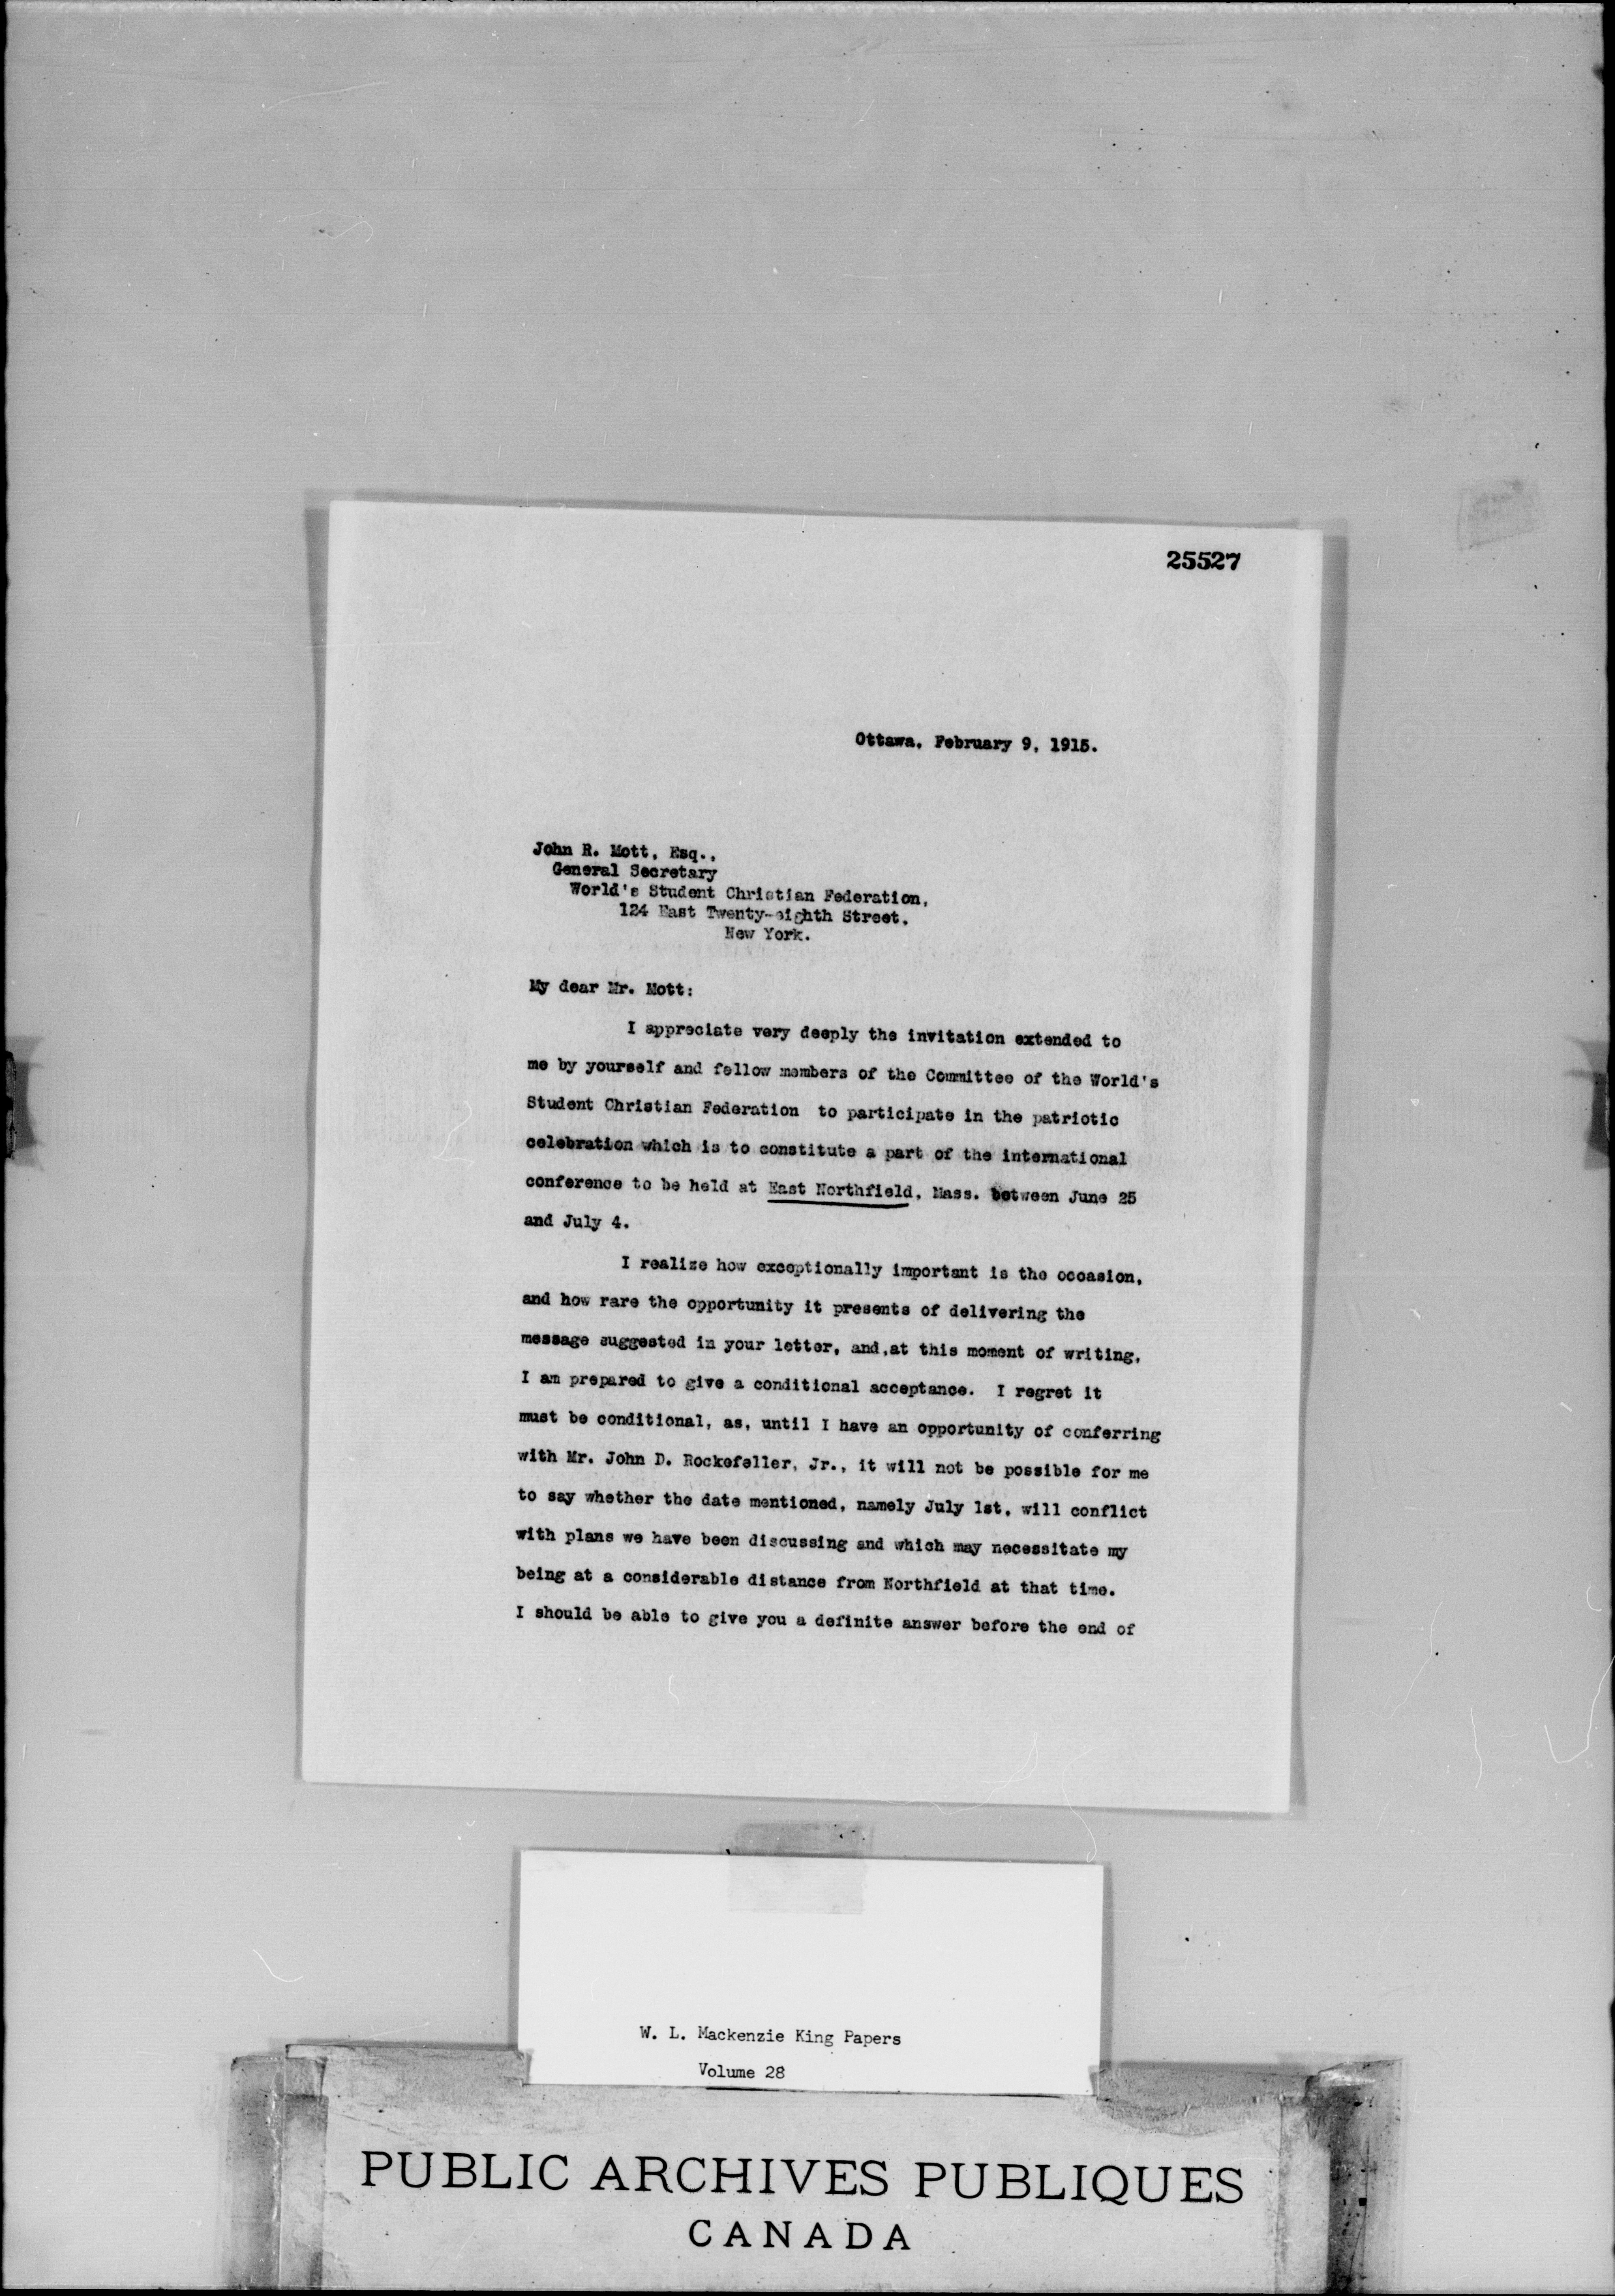 25527
Ottawa, February 9, 1915.
John R. Mott, Esq.,
General Secretary
World's Student Christian Federation,
124 East Twenty-eighth Street,
New York.
My dear Mr. Mott:
I appreciate very deeply the invitation extended to
me by yourself and fellow members of the Committee of the World's
Student Christian Federation to participate in the patriotic
celebration which is to constitute a part of the international
conference to be held at East Northfield, Mass. between June 25
and July 4.
I realize how exceptionally important is the occasion,
and how rare the opportunity it presents of delivering the
message suggested in your letter, and,at this moment of writing,
I am prepared to give a conditional acceptance. I regret it
must be conditional, as, until I have an opportunity of conferring
with Mr. John D. Rockefeller, Jr., it will not be possible for me
to say whether the date mentioned, namely July 1st, will conflict
with plans we have been discussing and which may necessitate my
being at a considerable distance from Northfield at that time.
I should be able to give you a definite answer before the end of
W. L. Mackenzie King Papers
Volume 28
PUBLIC ARCHIVES PUBLIQUES
CANADA